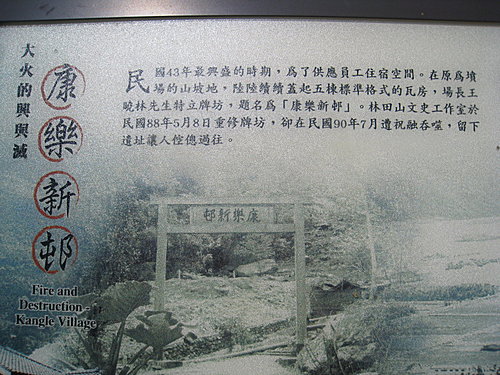 大火的興與滅
康樂新邨
Fire and
Destruction -
Kangle Village
民國43年最興盛的時期，為了供應員工住宿空間。在原為墳
場的山坡地，陸陸續續蓋起五棟標準格式的瓦房，場長王
曉林先生特立牌坊，題名為「康樂新邨」。林田山文史工作室於
民國88年5月8日重修牌坊，卻在民國90年7月遭祝融吞噬，留下
遺址讓人悾傯過往。
邨新樂康